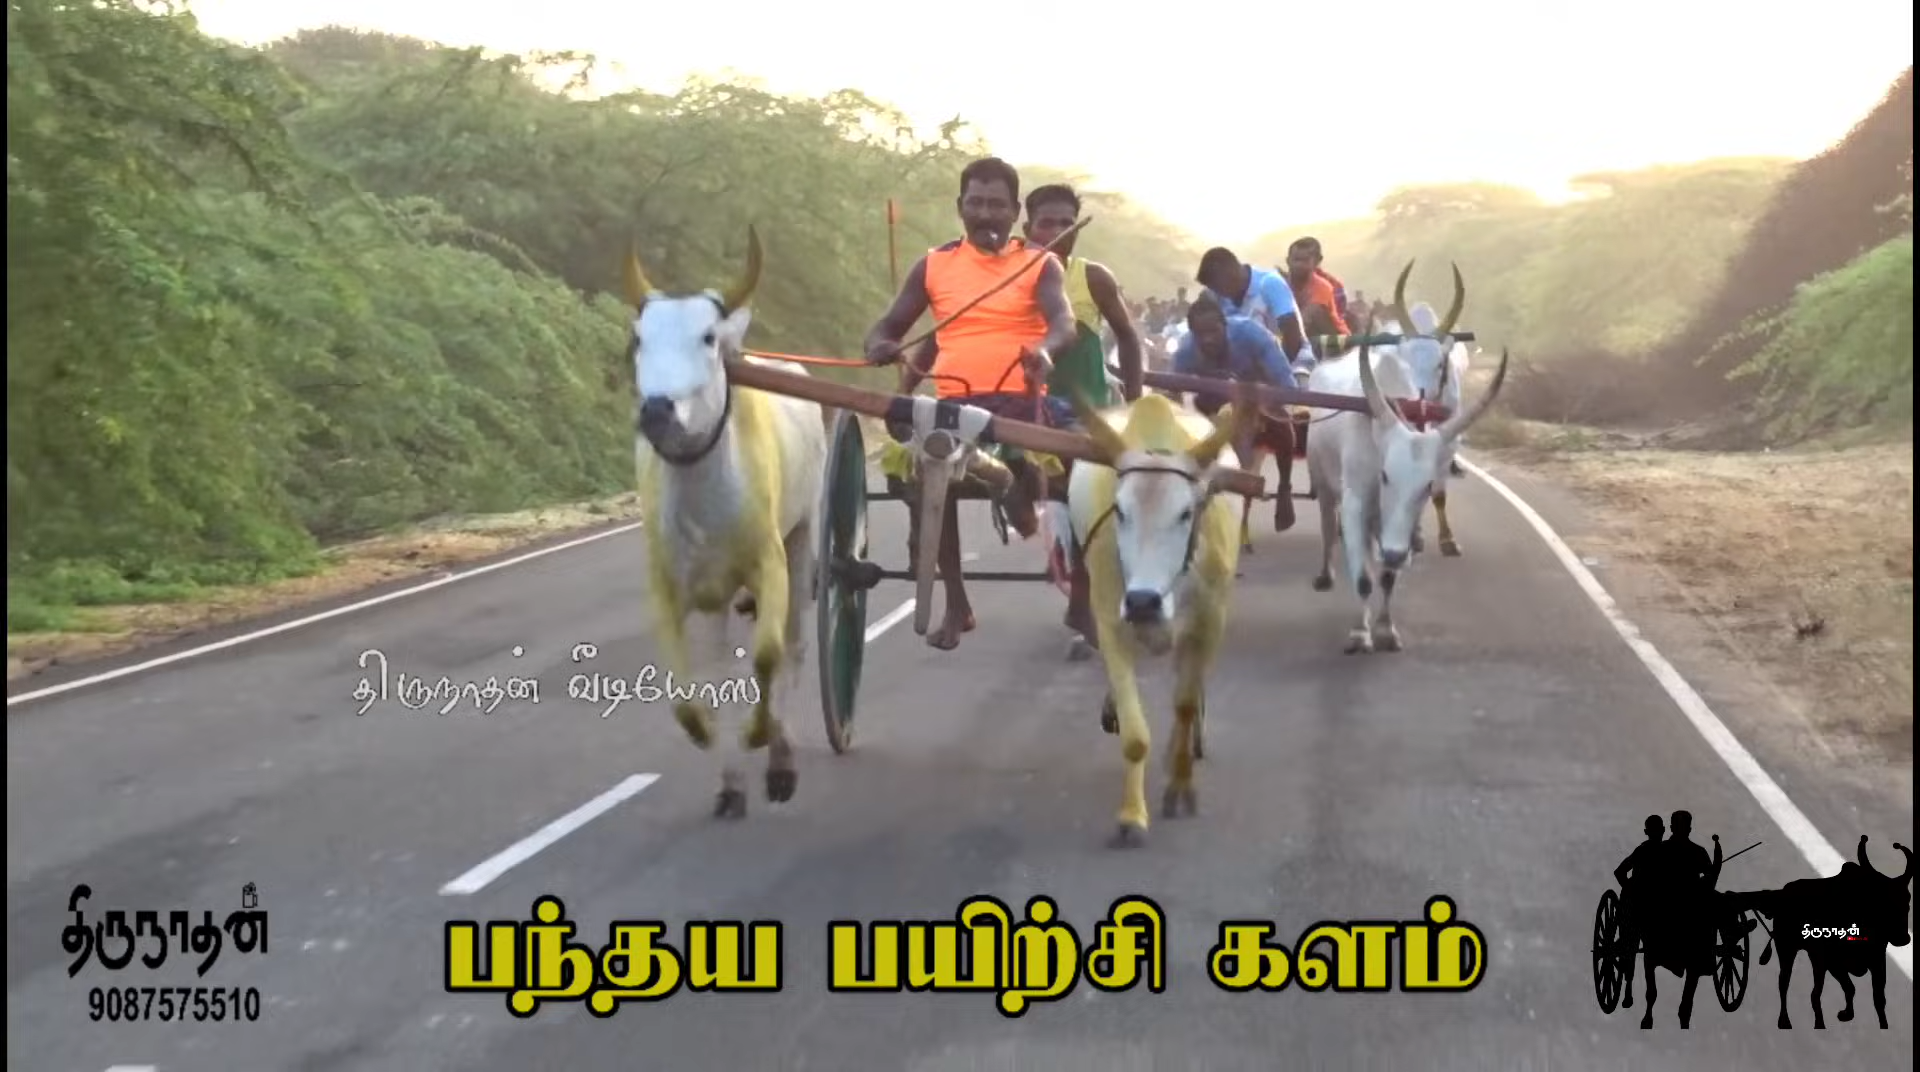 திருநாதன் வீடியோஸ்
திருநாதன்
9087575510
பந்தய பயிற்சி களம்
திருநாதன்